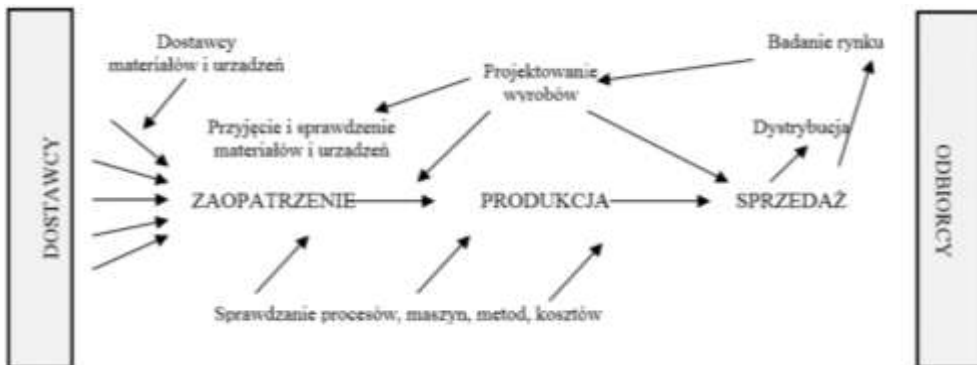 DOSTAWCY
Dostawcy
materiałów i urządzeń
Przyjęcie i sprawdzenie
materiałów i urządzeń
Projektowanie
wyrobów
Badanie rynku
Dystrybucja
ZAOPATRZENIE
PRODUKCJA
SPRZEDAŻ
Sprawdzanie procesów, maszyn, metod, kosztów
ODBIORCY